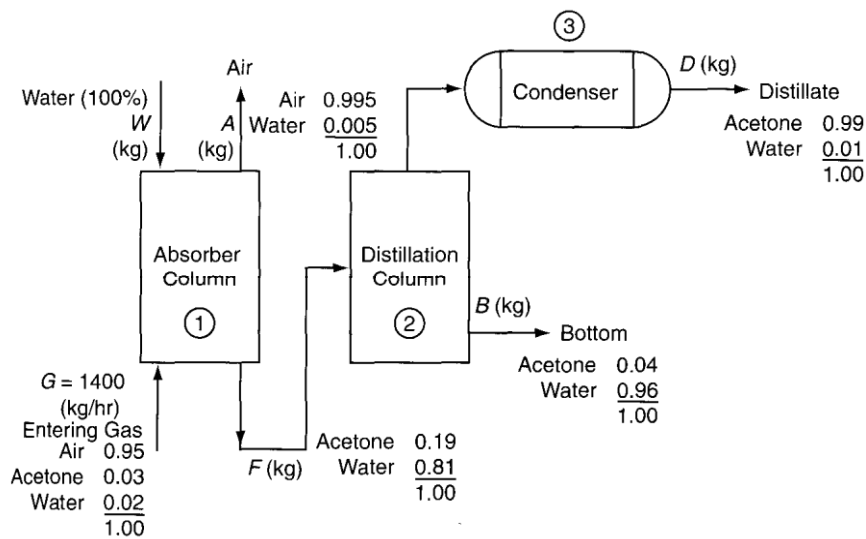 3
Condenser
D (kg)
Distillate
Acetone 0.99
Water 0.01
1.00
Water (100%)
W
(kg)
Air
A
(kg)
Air 0.995
Water 0.005
1.00
Absorber
Column
1
Distillation
Column
2
B (kg)
Bottom
Acetone 0.04
Water 0.96
1.00
G = 1400
(kg/hr)
Entering Gas
Air 0.95
Acetone 0.03
Water 0.02
1.00
F (kg)
Acetone 0.19
Water 0.81
1.00